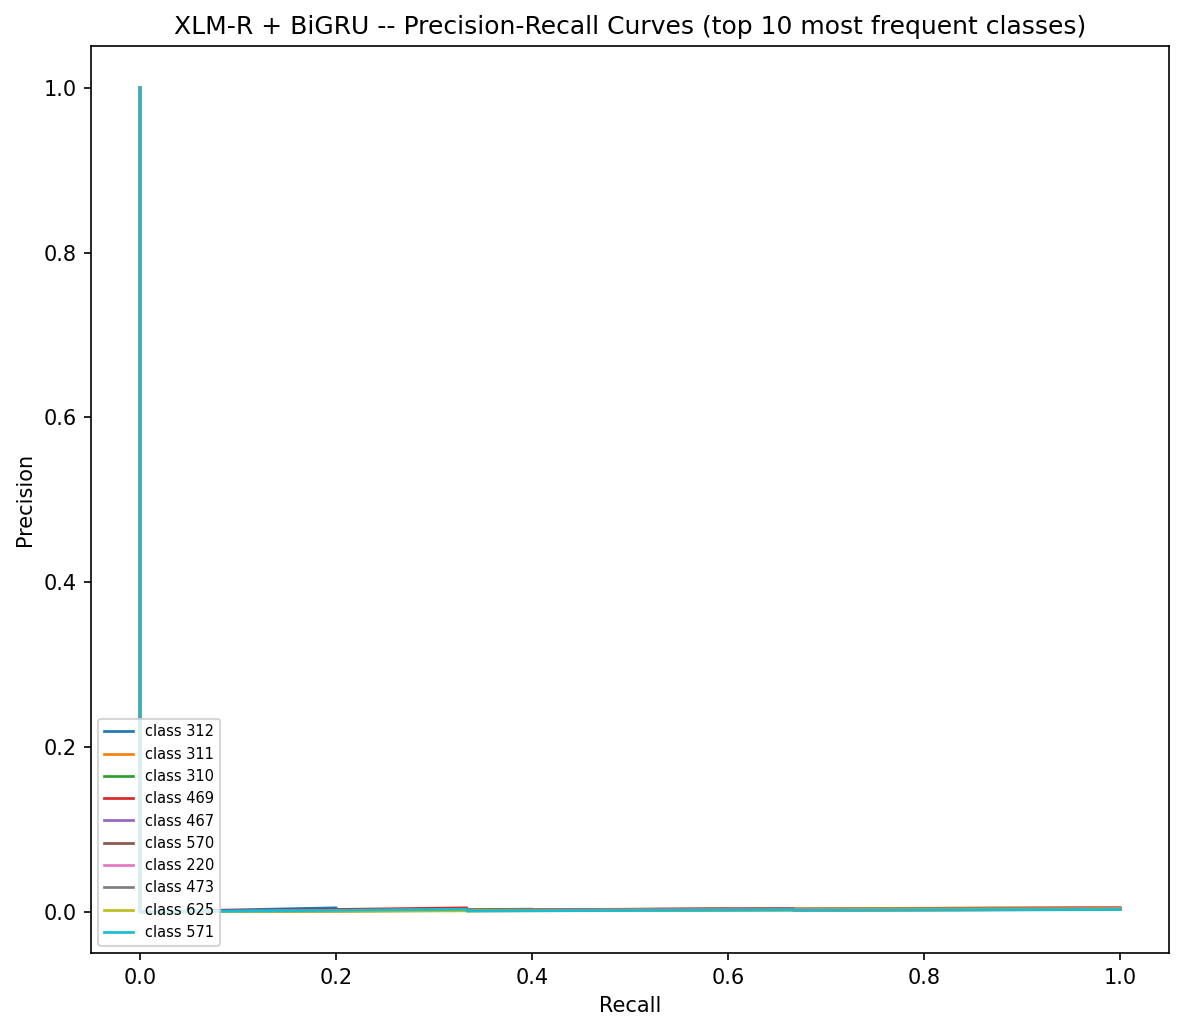 XLM-R + BiGRU -- Precision-Recall Curves (top 10 most frequent classes)
1.0
0.8
0.6
0.4
0.2
0.0
Precision
class 312
class 311
class 310
class 469
class 467
class 570
class 220
class 473
class 625
class 571
0.0 0.2 0.4 0.6 0.8 1.0
Recall